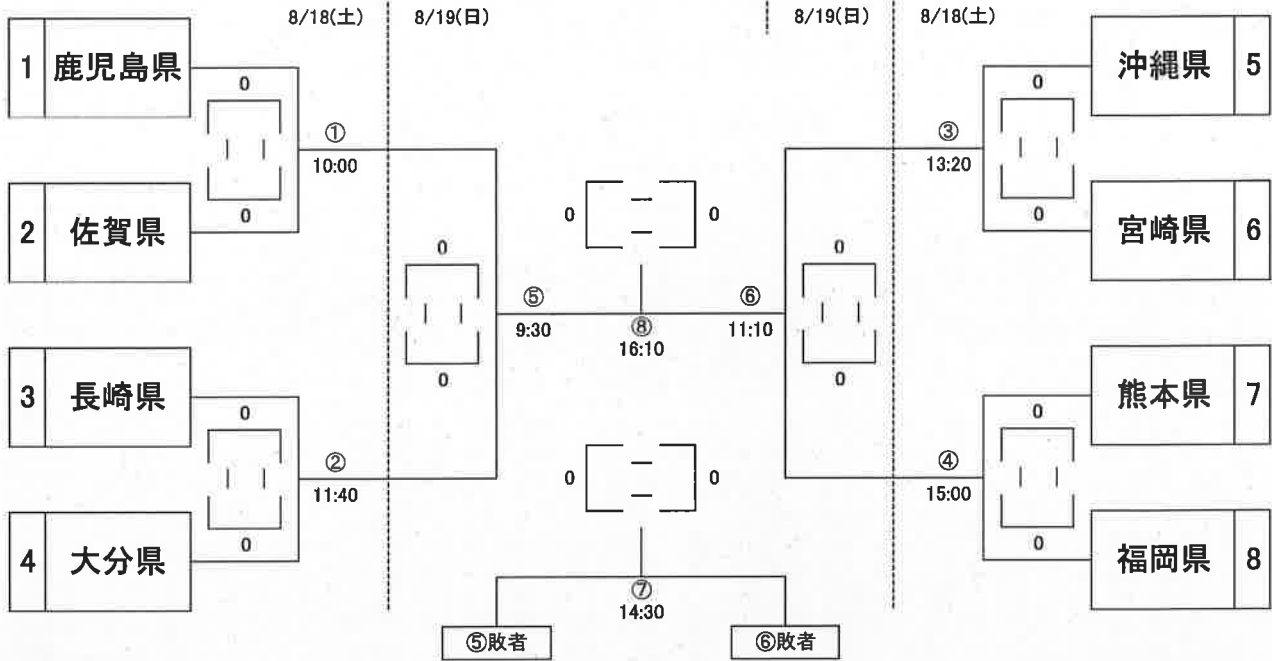 8/18(土) 8/19(日) 8/19(日) 8/18(土)
1 鹿児島県
0
0
① 10:00
2 佐賀県
3 長崎県
0
0
② 11:40
4 大分県
0
0
⑤ 9:30
0 0
⑧ 16:10
0 0
⑦ 14:30
⑤敗者 ⑥敗者
⑥ 11:10
0
0
沖縄県 5
0
0
③ 13:20
宮崎県 6
熊本県 7
0
0
④ 15:00
福岡県 8